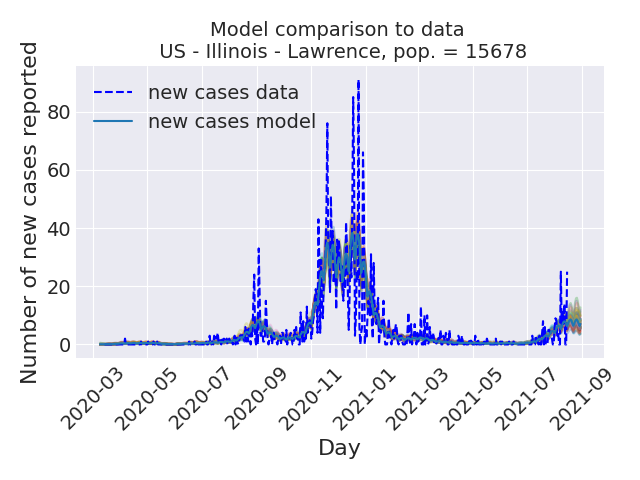 Model comparison to data
US - Illinois - Lawrence, pop. = 15678
Number of new cases reported
new cases data
new cases model
80
60
40
20
0
2020-03
2020-05
2020-07
2020-09
2020-11
2021-01
2021-03
2021-05
2021-07
2021-09
Day